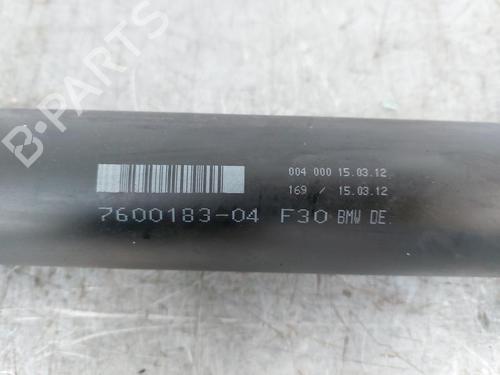 004 000 15.03.12
169 / 15.03.12
7600183-04 F30 BMW DE.
B-PARTS